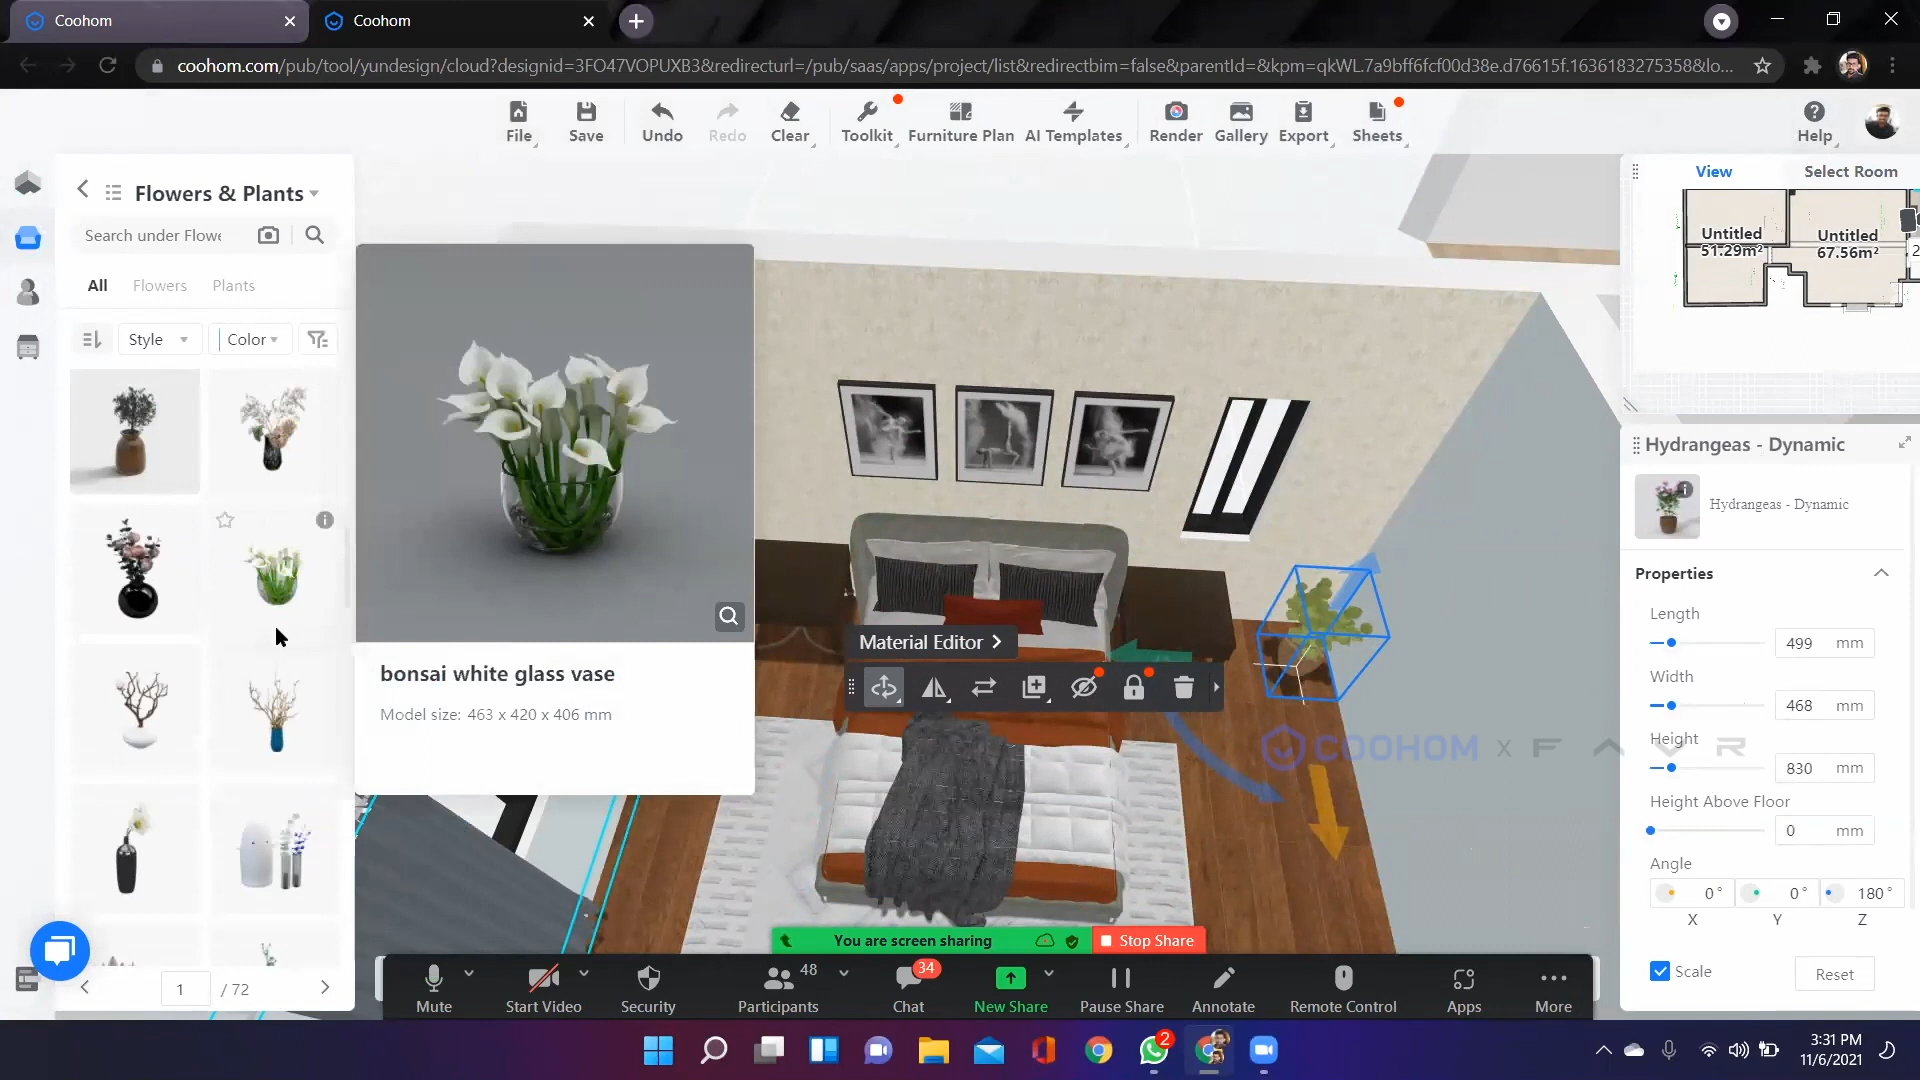 Coohom
Coohom
coohom.com/pub/tool/yundesign/cloud?designid=3FO47VOPUXB3&redirecturl=/pub/saas/apps/project/list&redirectbim=false&parentId=&kpm=qkWL.7a9bff6fcf00d38e.d76615f.1636183275358&lo...
File
Save
Undo
Redo
Clear
Toolkit
Furniture Plan
AI Templates
Render
Gallery
Export
Sheets
Help
Flowers & Plants
Search under Flowe
All
Flowers
Plants
Style
Color
1
/ 72
bonsai white glass vase
Model size: 463 x 420 x 406 mm
Material Editor
COOHOM x F A V R
View
Select Room
Untitled
51.29m²
Untitled
67.56m²
2
Hydrangeas - Dynamic
Hydrangeas - Dynamic
Properties
Length
499 mm
Width
468 mm
Height
830 mm
Height Above Floor
0 mm
Angle
0°
0°
180°
X
Y
Z
Scale
Reset
You are screen sharing
Stop Share
Mute
Start Video
Security
Participants
48
Chat
34
New Share
Pause Share
Annotate
Remote Control
Apps
More
2
3:31 PM
11/6/2021